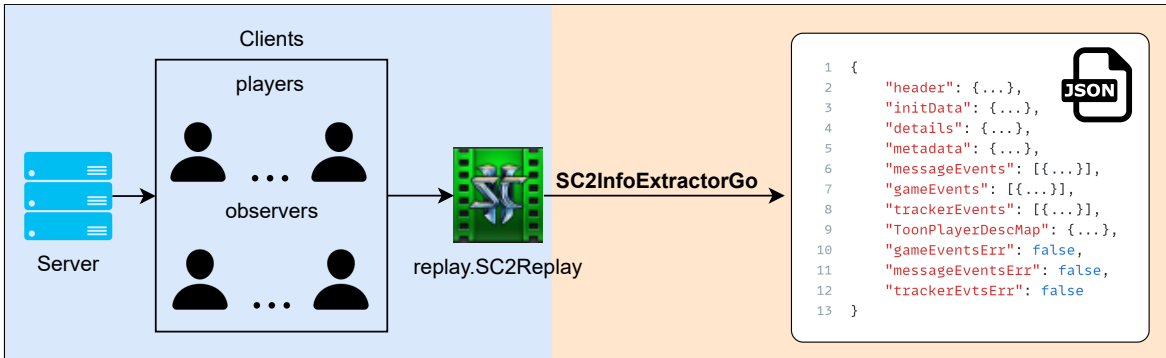 Clients
players
observers
Server
SC
replay.SC2Replay
SC2InfoExtractorGo
JSON
1 {
2 "header": {...},
3 "initData": {...},
4 "details": {...},
5 "metadata": {...},
6 "messageEvents": [{...}],
7 "gameEvents": [{...}],
8 "trackerEvents": [{...}],
9 "ToonPlayerDescMap": {...},
10 "gameEventsErr": false,
11 "messageEventsErr": false,
12 "trackerEvtsErr": false
13 }